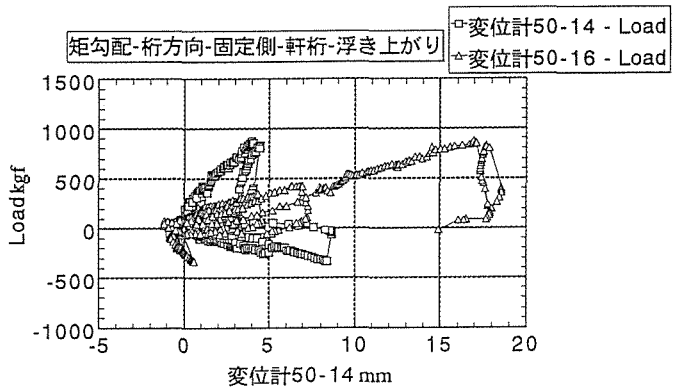 変位計50-14 - Load
変位計50-16 - Load
矩勾配-桁方向-固定側-軒桁-浮き上がり
1500
1000
500
0
-500
-1000
Load kgf
-5 0 5 10 15 20
変位計50-14 mm